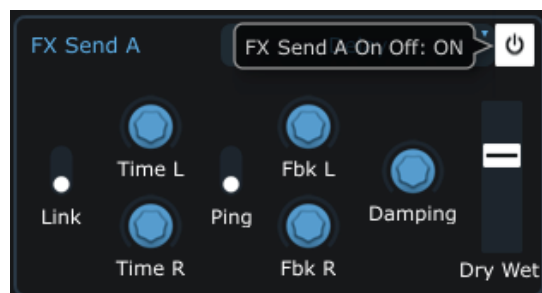 FX Send A
FX Send A On Off: ON
Time L
Fbk L
Link
Ping
Damping
Time R
Fbk R
Dry Wet